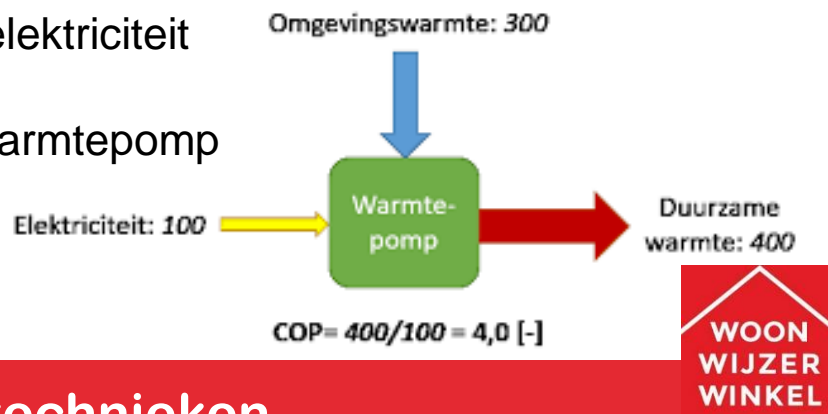 elektriciteit
Omgevingswarmte: 300
warmtepomp
Elektriciteit: 100
Warmte-
pomp
Duurzame
warmte: 400
COP= 400/100 = 4,0 [-]
WOON
WIJZER
WINKEL
technieken